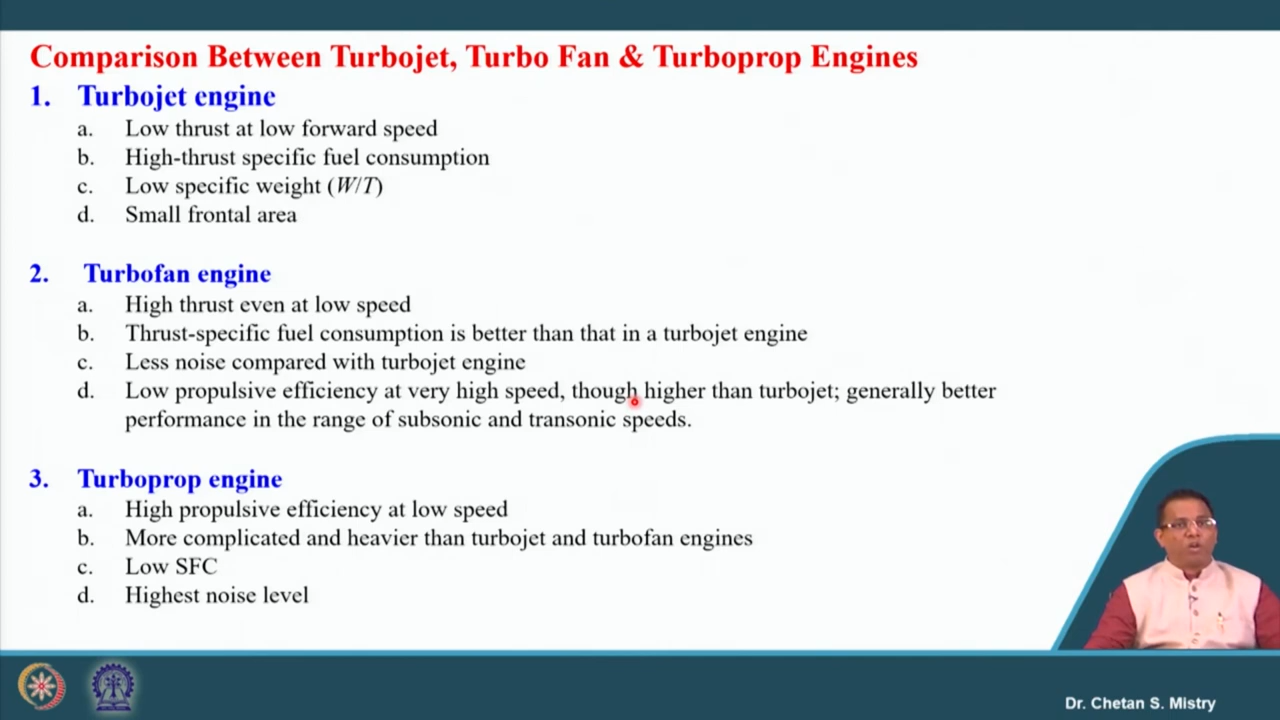 Comparison Between Turbojet, Turbo Fan & Turboprop Engines
1. Turbojet engine
a. Low thrust at low forward speed
b. High-thrust specific fuel consumption
c. Low specific weight (W/T)
d. Small frontal area
2. Turbofan engine
a. High thrust even at low speed
b. Thrust-specific fuel consumption is better than that in a turbojet engine
c. Less noise compared with turbojet engine
d. Low propulsive efficiency at very high speed, though higher than turbojet; generally better
performance in the range of subsonic and transonic speeds.
3. Turboprop engine
a. High propulsive efficiency at low speed
b. More complicated and heavier than turbojet and turbofan engines
c. Low SFC
d. Highest noise level
Dr. Chetan S. Mistry